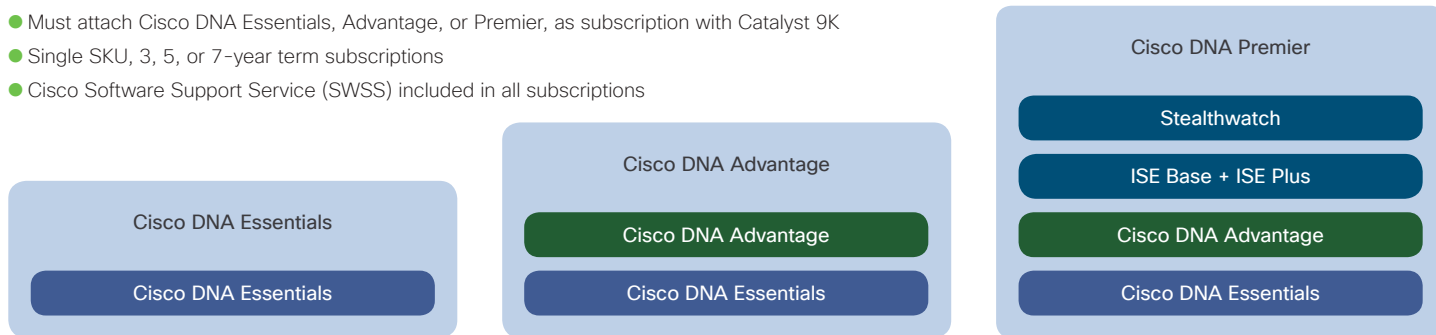 Must attach Cisco DNA Essentials, Advantage, or Premier, as subscription with Catalyst 9K
Single SKU, 3, 5, or 7-year term subscriptions
Cisco Software Support Service (SWSS) included in all subscriptions
Cisco DNA Essentials
Cisco DNA Essentials
Cisco DNA Advantage
Cisco DNA Advantage
Cisco DNA Essentials
Cisco DNA Premier
Stealthwatch
ISE Base + ISE Plus
Cisco DNA Advantage
Cisco DNA Essentials